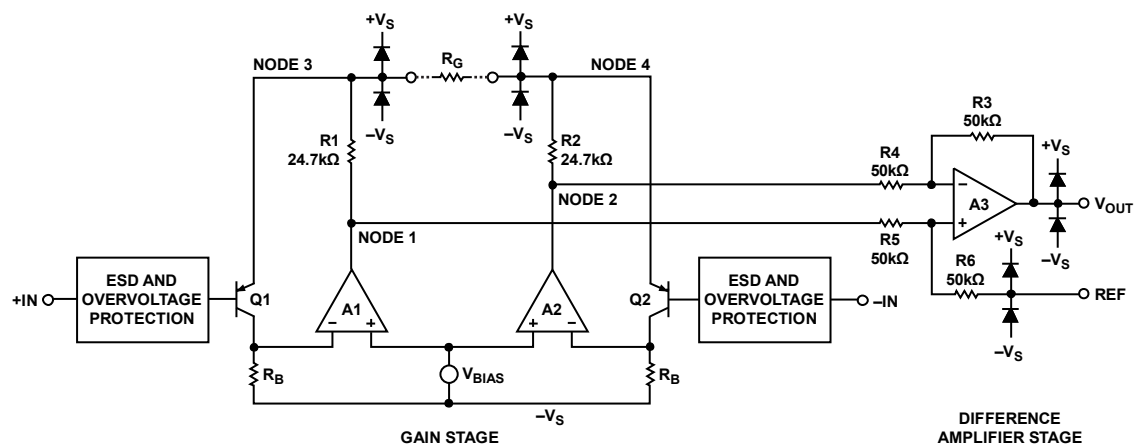 +VS
+VS
NODE 3
RG
NODE 4
−VS
−VS
R1
24.7kΩ
R2
24.7kΩ
R3
50kΩ
+VS
R4
50kΩ
−
A3
+
VOUT
NODE 2
NODE 1
R5
50kΩ
+VS
−VS
R6
50kΩ
REF
−VS
+IN
ESD AND
OVERVOLTAGE
PROTECTION
Q1
A1
− +
A2
+ −
Q2
ESD AND
OVERVOLTAGE
PROTECTION
−IN
RB
VBIAS
RB
−VS
GAIN STAGE
DIFFERENCE
AMPLIFIER STAGE